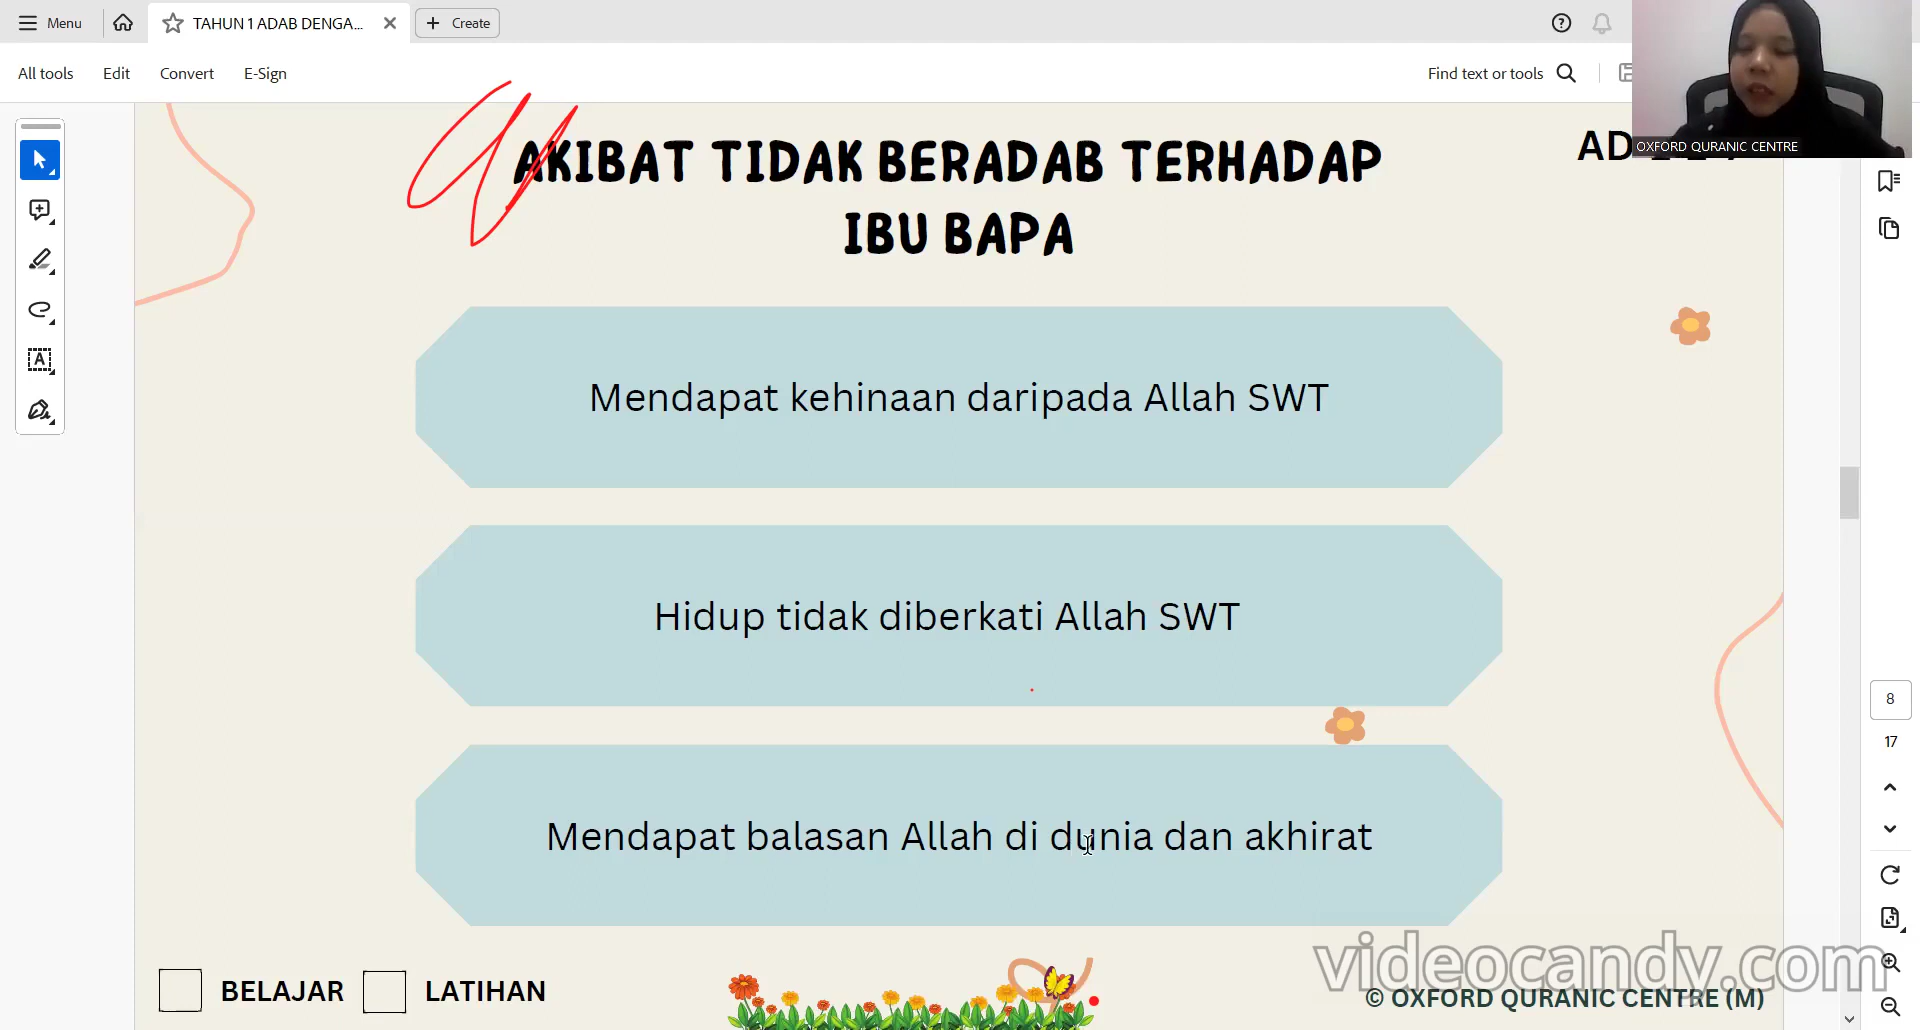 Menu
TAHUN 1 ADAB DENGA...
Create
All tools
Edit
Convert
E-Sign
Find text or tools
OXFORD QURANIC CENTRE
AKIBAT TIDAK BERADAB TERHADAP
IBU BAPA
Mendapat kehinaan daripada Allah SWT
Hidup tidak diberkati Allah SWT
Mendapat balasan Allah di dunia dan akhirat
8
17
BELAJAR
LATIHAN
videocandy.com
© OXFORD QURANIC CENTRE (M)